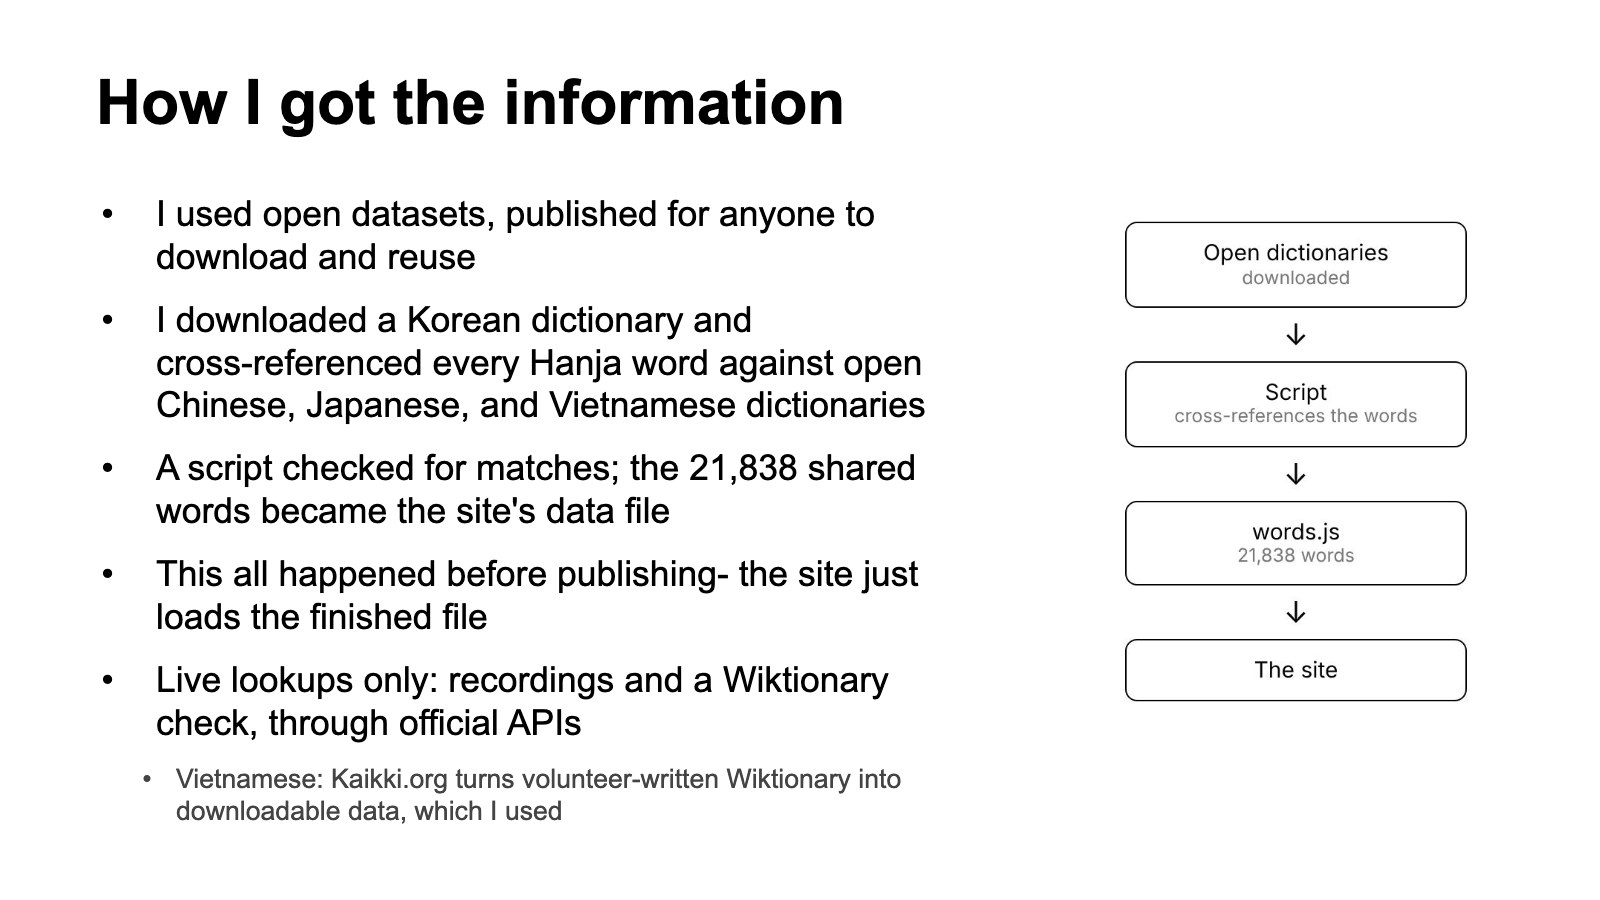 How I got the information
• I used open datasets, published for anyone to
download and reuse
• I downloaded a Korean dictionary and
cross-referenced every Hanja word against open
Chinese, Japanese, and Vietnamese dictionaries
• A script checked for matches; the 21,838 shared
words became the site's data file
• This all happened before publishing- the site just
loads the finished file
• Live lookups only: recordings and a Wiktionary
check, through official APIs
• Vietnamese: Kaikki.org turns volunteer-written Wiktionary into
downloadable data, which I used
Open dictionaries
downloaded
↓
Script
cross-references the words
↓
words.js
21,838 words
↓
The site